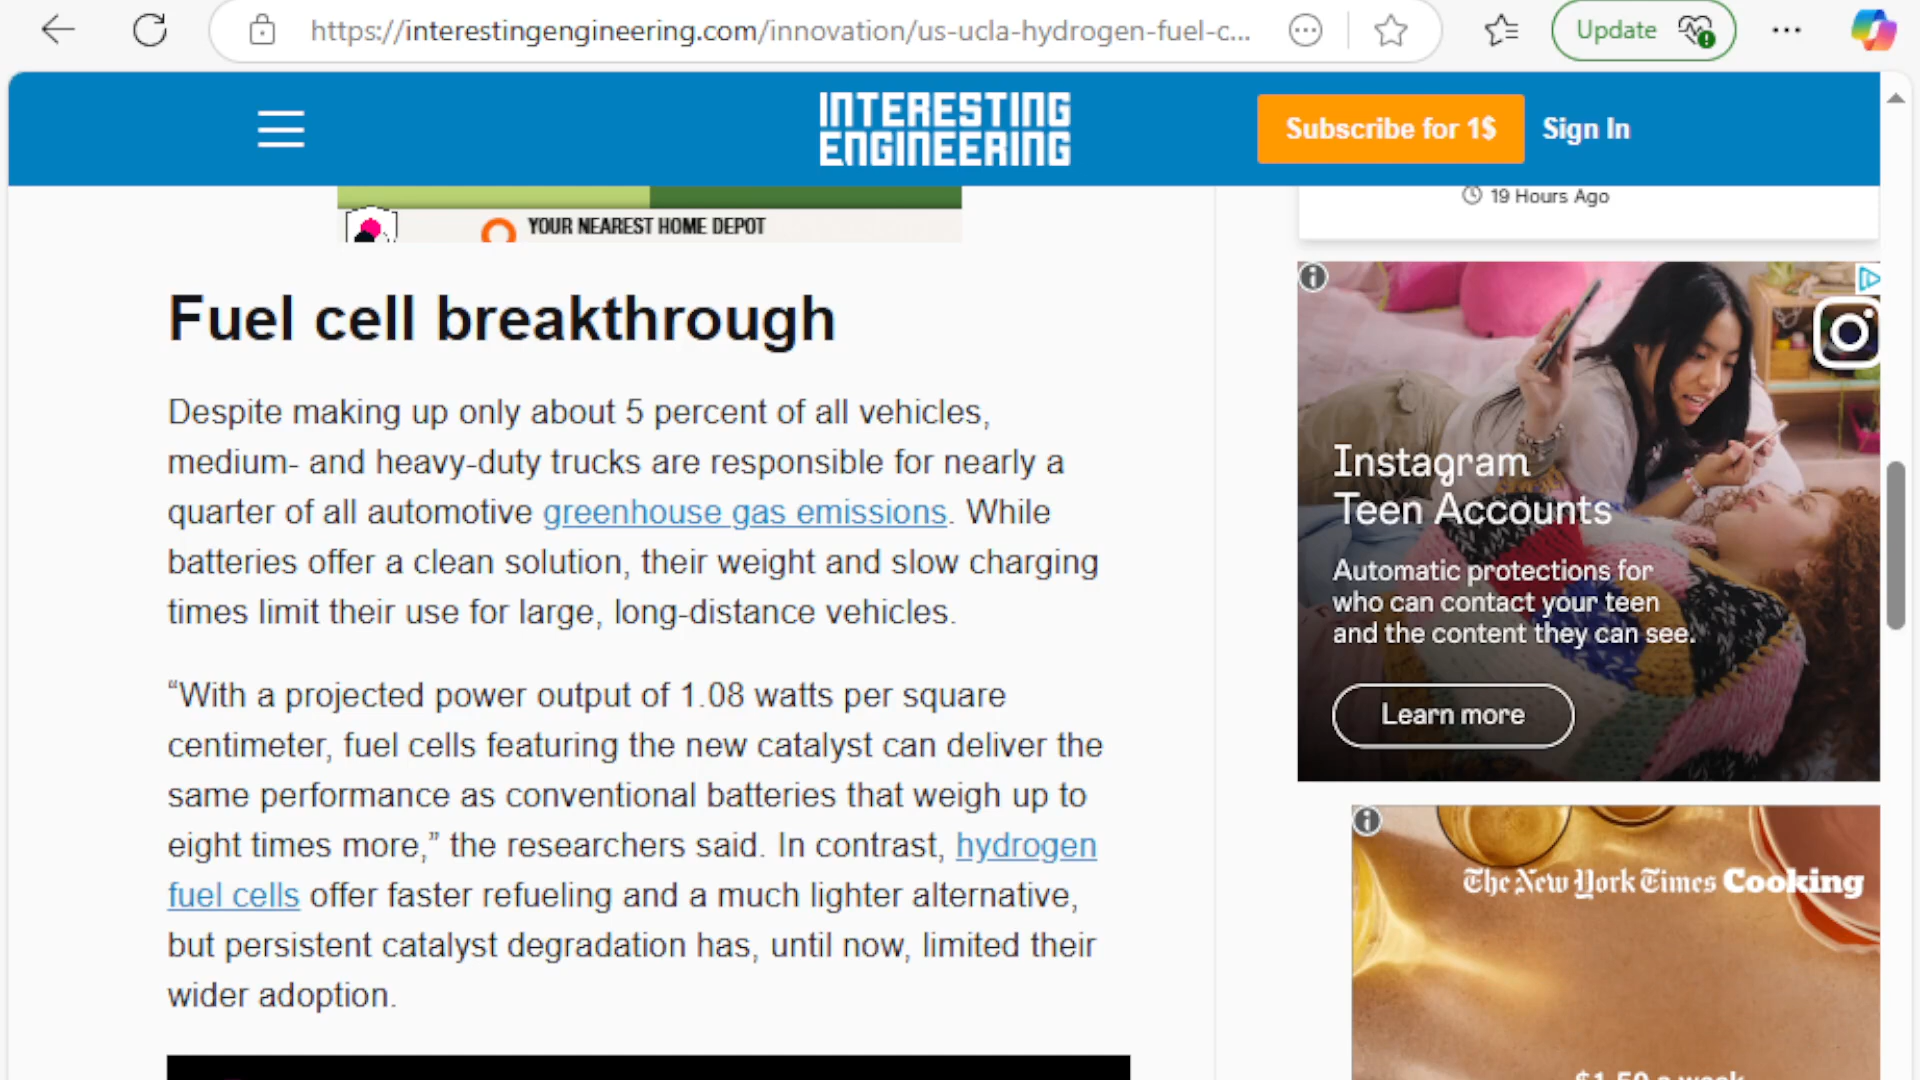 https://interestingengineering.com/innovation/us-ucla-hydrogen-fuel-c...
Update
INTERESTING
ENGINEERING
Subscribe for 1$
Sign In
YOUR NEAREST HOME DEPOT
19 Hours Ago
Fuel cell breakthrough
Despite making up only about 5 percent of all vehicles,
medium- and heavy-duty trucks are responsible for nearly a
quarter of all automotive greenhouse gas emissions. While
batteries offer a clean solution, their weight and slow charging
times limit their use for large, long-distance vehicles.
“With a projected power output of 1.08 watts per square
centimeter, fuel cells featuring the new catalyst can deliver the
same performance as conventional batteries that weigh up to
eight times more,” the researchers said. In contrast, hydrogen
fuel cells offer faster refueling and a much lighter alternative,
but persistent catalyst degradation has, until now, limited their
wider adoption.
Instagram
Teen Accounts
Automatic protections for
who can contact your teen
and the content they can see.
Learn more
The New York Times Cooking
$1.50 a week